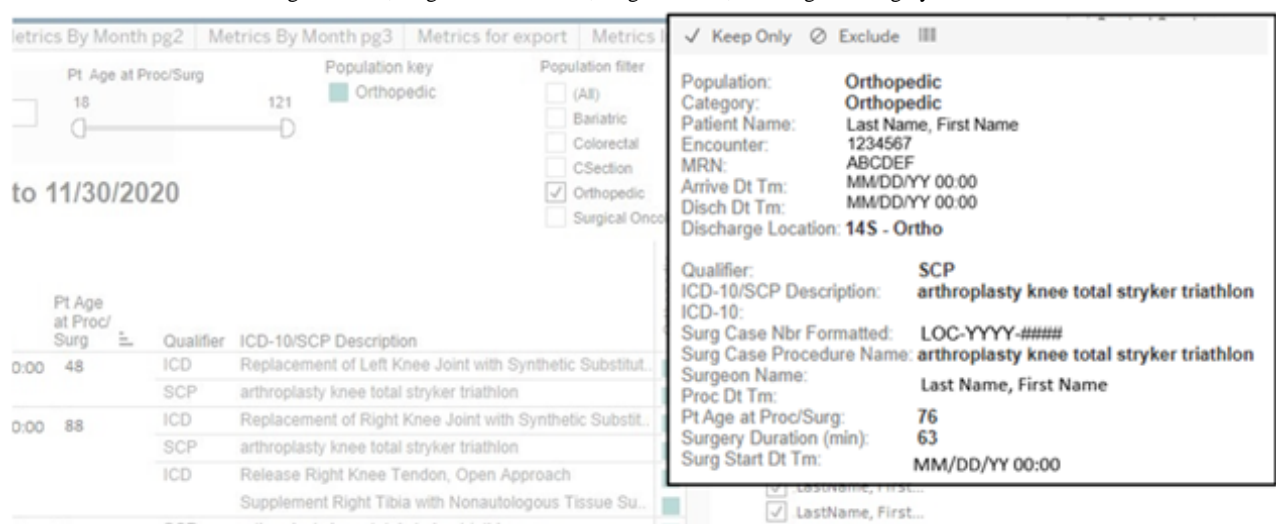 Metrics By Month pg2 Metrics By Month pg3 Metrics for export Metrics
Pt Age at Proc/Surg
18 121
Population key
Orthopedic
Population filter
(All)
Bariatric
Colorectal
CSection
Orthopedic
Surgical Onco
to 11/30/2020
Pt Age
at Proc/
Surg Qualifier ICD-10/SCP Description
0:00 48 ICD Replacement of Left Knee Joint with Synthetic Substitut..
SCP arthroplasty knee total stryker triathlon
0:00 88 ICD Replacement of Right Knee Joint with Synthetic Substit..
SCP arthroplasty knee total stryker triathlon
ICD Release Right Knee Tendon, Open Approach
Supplement Right Tibia with Nonautologous Tissue Su..
Keep Only Exclude
Population: Orthopedic
Category: Orthopedic
Patient Name: Last Name, First Name
Encounter: 1234567
MRN: ABCDEF
Arrive Dt Tm: MM/DD/YY 00:00
Disch Dt Tm: MM/DD/YY 00:00
Discharge Location: 14S - Ortho
Qualifier: SCP
ICD-10/SCP Description: arthroplasty knee total stryker triathlon
ICD-10:
Surg Case Nbr Formatted: LOC-YYYY-####
Surg Case Procedure Name: arthroplasty knee total stryker triathlon
Surgeon Name: Last Name, First Name
Proc Dt Tm:
Pt Age at Proc/Surg: 76
Surgery Duration (min): 63
Surg Start Dt Tm: MM/DD/YY 00:00
LastName, First...
LastName, First...